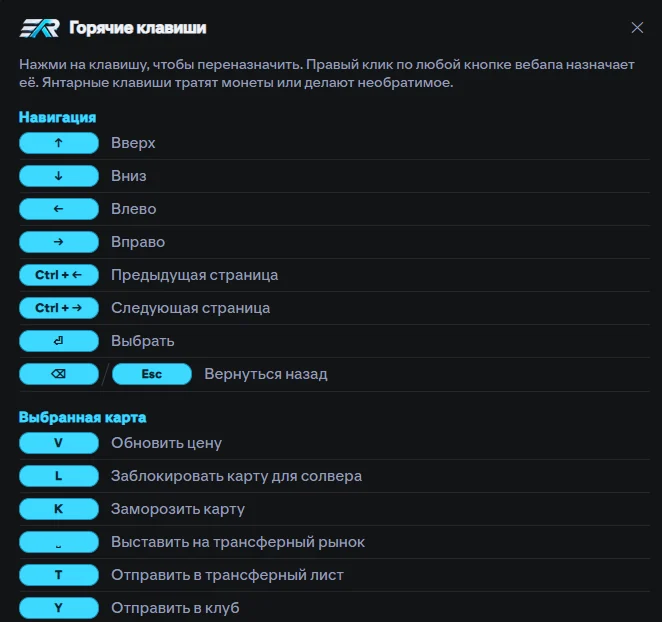 Горячие клавиши
Нажми на клавишу, чтобы переназначить. Правый клик по любой кнопке вебапа назначает
её. Янтарные клавиши тратят монеты или делают необратимое.
Навигация
↑ Вверх
↓ Вниз
← Влево
→ Вправо
Ctrl + ← Предыдущая страница
Ctrl + → Следующая страница
⏎ Выбрать
⌫ / Esc Вернуться назад
Выбранная карта
V Обновить цену
L Заблокировать карту для солвера
K Заморозить карту
⎵ Выставить на трансферный рынок
T Отправить в трансферный лист
Y Отправить в клуб